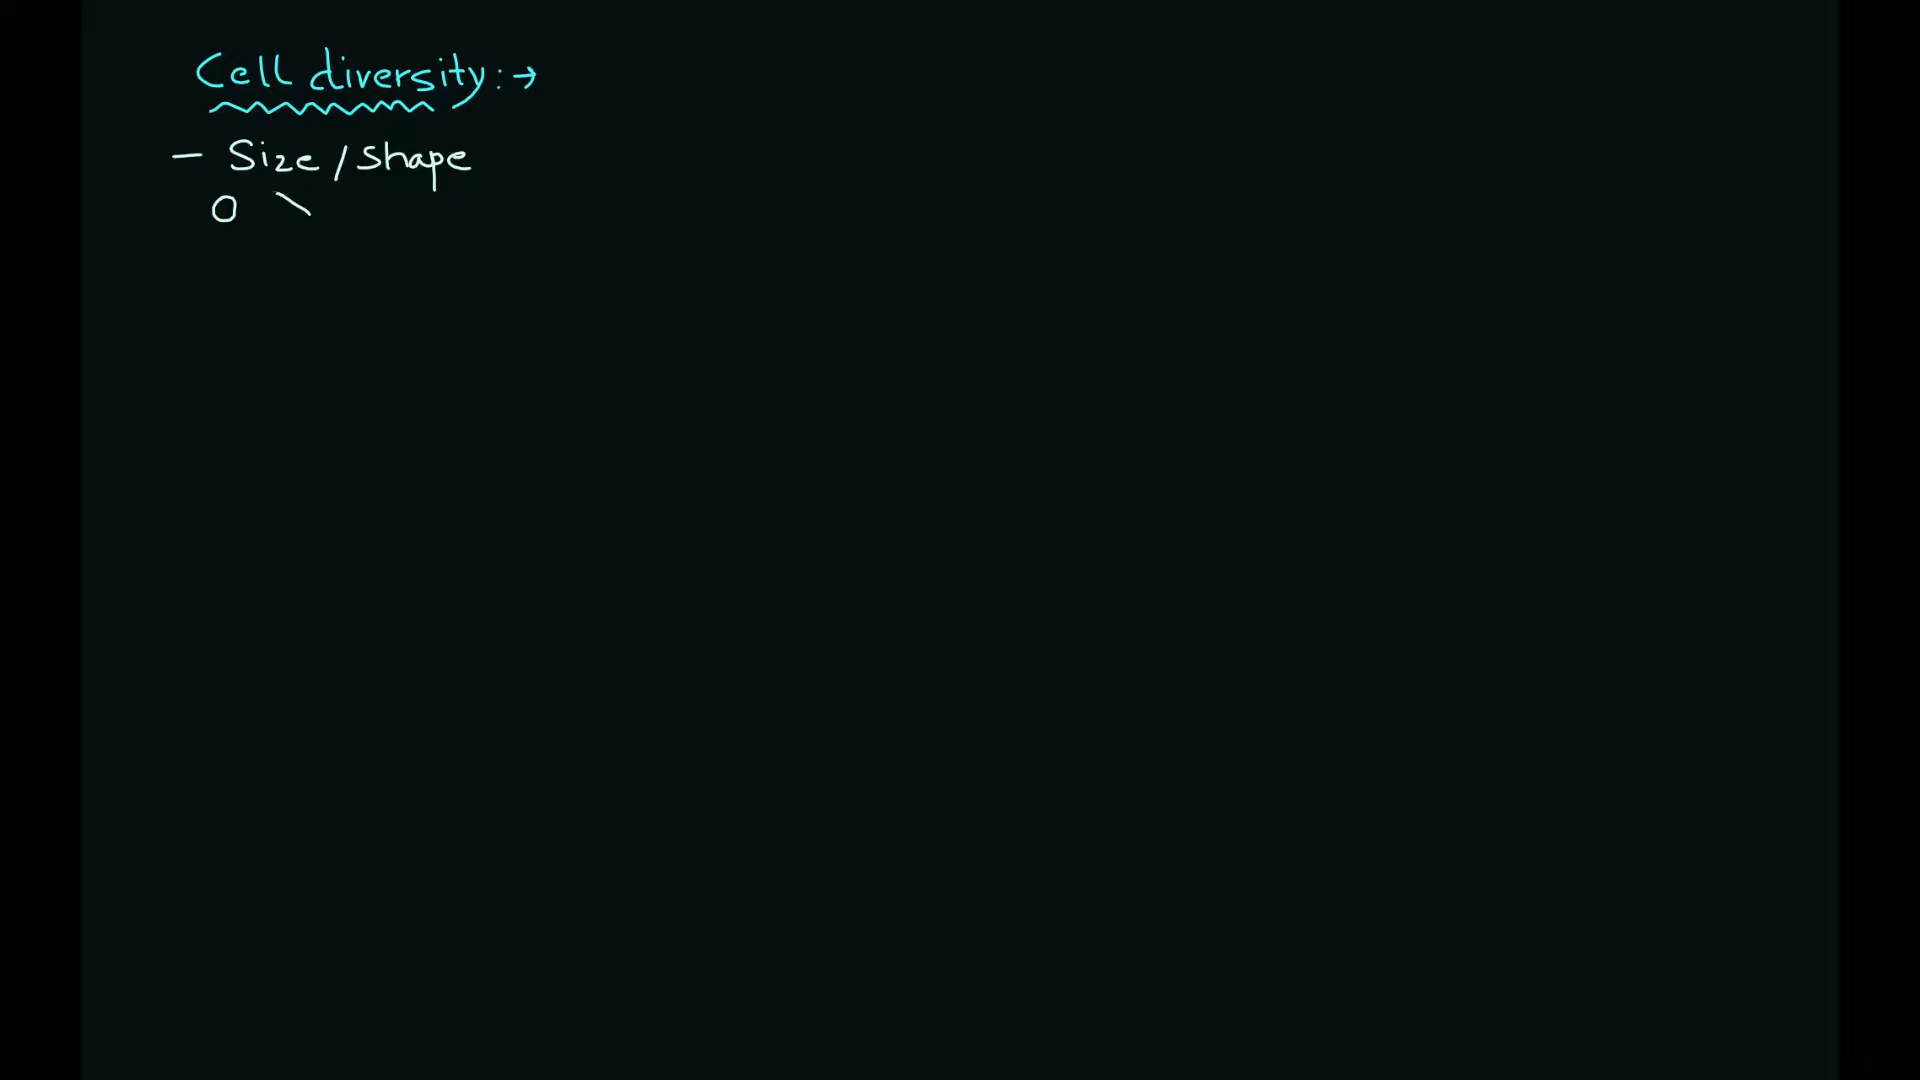 Cell diversity :→
– Size / shape